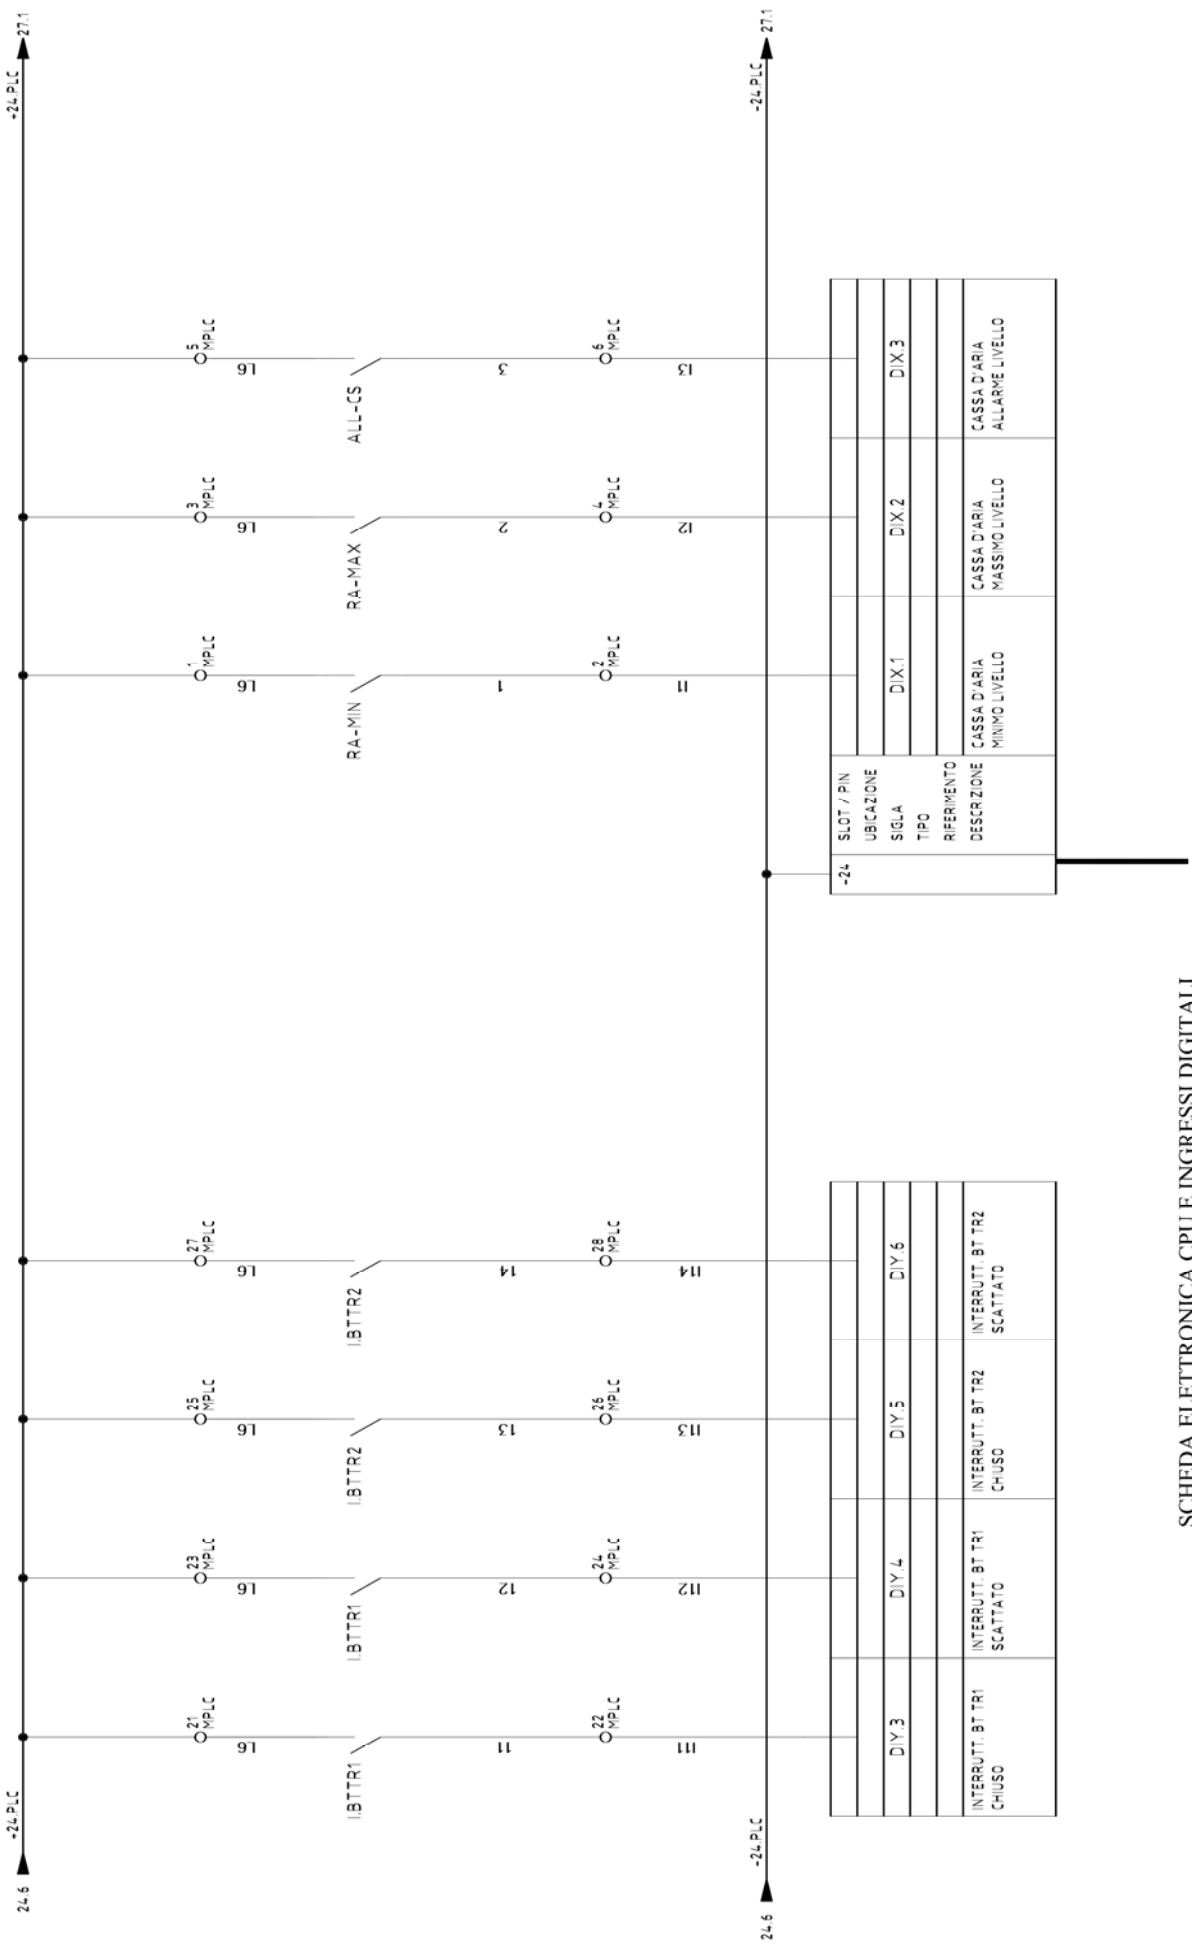 24.6 +24.PLC +24.PLC 27.1
21 23 25 27 1 3 5
MPLC MPLC MPLC MPLC MPLC MPLC MPLC
L6 L6 L6 L6 L6 L6 L6
I.BTTR1 I.BTTR1 I.BTTR2 I.BTTR2 RA-MIN RA-MAX ALL-CS
11 12 13 14 1 2 3
22 24 26 28 2 4 6
MPLC MPLC MPLC MPLC MPLC MPLC MPLC
I11 I12 I13 I14 I1 I2 I3
24.6 -24.PLC -24.PLC 27.1
-24 SLOT / PIN
UBICAZIONE
DIY.3 DIY.4 DIY.5 DIY.6 SIGLA DIX.1 DIX.2 DIX.3
TIPO
RIFERIMENTO
INTERRUTT. BT TR1 INTERRUTT. BT TR1 INTERRUTT. BT TR2 INTERRUTT. BT TR2 DESCRIZIONE CASSA D'ARIA CASSA D'ARIA CASSA D'ARIA
CHIUSO SCATTATO CHIUSO SCATTATO MINIMO LIVELLO MASSIMO LIVELLO ALLARME LIVELLO
SCHEDA ELETTRONICA CPU E INGRESSI DIGITALI